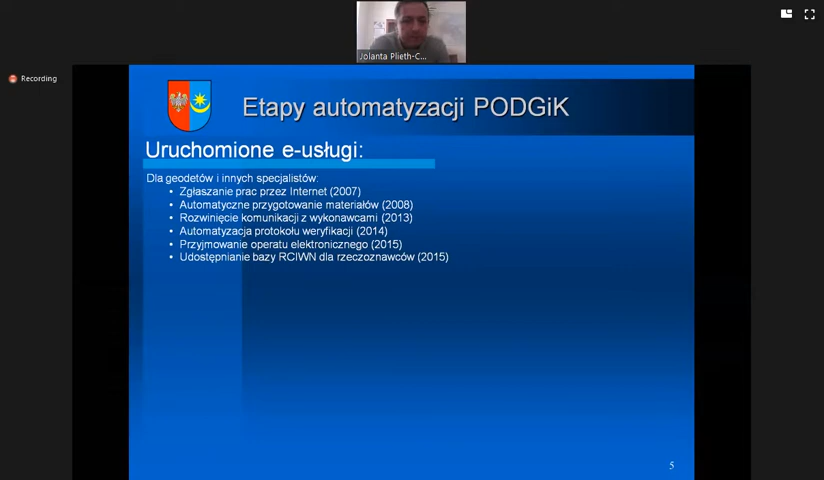 Jolanta Plieth-C...
Recording
Etapy automatyzacji PODGiK
Uruchomione e-usługi:
Dla geodetów i innych specjalistów:
• Zgłaszanie prac przez Internet (2007)
• Automatyczne przygotowanie materiałów (2008)
• Rozwinięcie komunikacji z wykonawcami (2013)
• Automatyzacja protokołu weryfikacji (2014)
• Przyjmowanie operatu elektronicznego (2015)
• Udostępnianie bazy RCIWN dla rzeczoznawców (2015)
5